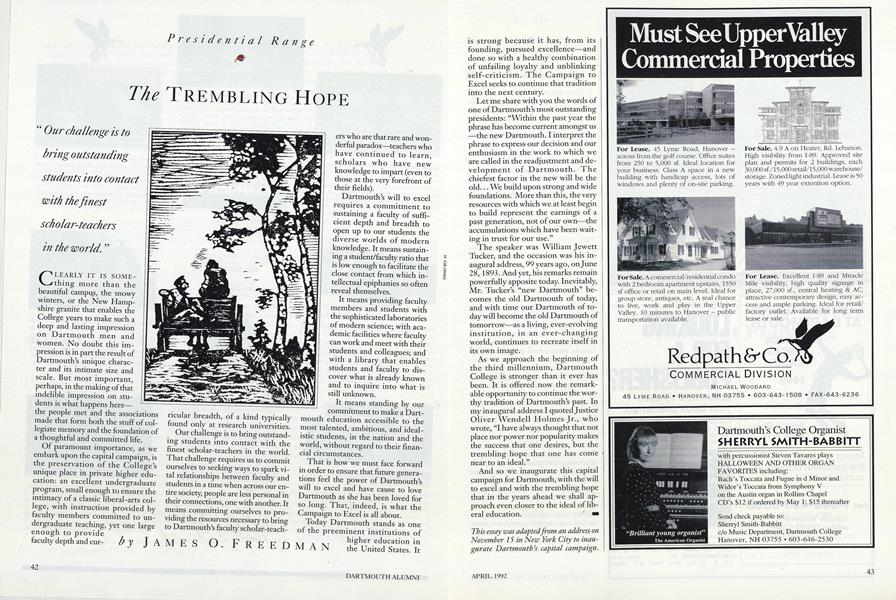 Presidential Range
The TREMBLING HOPE
"Our challenge is to
bring outstanding
students into contact
with the finest
scholar-teachers
in the world."
CLEARLY IT IS SOME-
thing more than the
beautiful campus, the snowy
winters, or the New Hamp-
shire granite that enables the
College years to make such a
deep and lasting impression
on Dartmouth men and
women. No doubt this im-
pression is in part the result of
Dartmouth's unique charac-
ter and its intimate size and
scale. But most important,
perhaps, in the making of that
indelible impression on stu-
dents is what happens here—
the people met and the associations
made that form both the stuff of col-
legiate memory and the foundation of
a thoughtful and committed life.
Of paramount importance, as we
embark upon the capital campaign, is
the preservation of the College's
unique place in private higher edu-
cation: an excellent undergraduate
program, small enough to ensure the
intimacy of a classic liberal-arts col-
lege, with instruction provided by
faculty members committed to un-
dergraduate teaching, yet one large
enough to provide
faculty depth and cur-
ricular breadth, of a kind typically
found only at research universities.
Our challenge is to bring outstand-
ing students into contact with the
finest scholar-teachers in the world.
That challenge requires us to commit
ourselves to seeking ways to spark vi-
tal relationships between faculty and
students in a time when across our en-
tire society, people are less personal in
their connections, one with another. It
means committing ourselves to pro-
viding the resources necessary to bring
to Dartmouth's faculty scholar-teach-
by JAMES O. FREEDMAN
ers who are that rare and won-
derful paradox—teachers who
have continued to learn,
scholars who have new
knowledge to impart (even to
those at the very forefront of
their fields).
Dartmouth's will to excel
requires a commitment to
sustaining a faculty of suffi-
cient depth and breadth to
open up to our students the
diverse worlds of modern
knowledge. It means sustain-
ing a student/faculty ratio that
is low enough to facilitate the
close contact from which in-
tellectual epiphanies so often
reveal themselves.
It means providing faculty
members and students with
the sophisticated laboratories
of modern science; with aca-
demic facilities where faculty
can work and meet with their
students and colleagues; and
with a library that enables
students and faculty to dis-
cover what is already known
and to inquire into what is
still unknown.
It means standing by our
commitment to make a Dart-
mouth education accessible to the
most talented, ambitious, and ideal-
istic students, in the nation and the
world, without regard to their finan-
cial circumstances.
That is how we must face forward
in order to ensure that future genera-
tions feel the power of Dartmouth's
will to excel and have cause to love
Dartmouth as she has been loved for
so long. That, indeed, is what the
Campaign to Excel is all about.
Today Dartmouth stands as one
of the preeminent institutions of
higher education in
the United States. It
42
DARTMOUTH ALUMNI
is strong because it has, from its
founding, pursued excellence—and
done so with a healthy combination
of unfailing loyalty and unblinking
self-criticism. The Campaign to
Excel seeks to continue that tradition
into the next century.
Let me share with you the words of
one of Dartmouth's most outstanding
presidents: "Within the past year the
phrase has become current amongst us
—the new Dartmouth. I interpret the
phrase to express our decision and our
enthusiasm in the work to which we
are called in the readjustment and de-
velopment of Dartmouth. The
chiefest factor in the new will be the
old...We build upon strong and wide
foundations. More than this, the very
resources with which we at least begin
to build represent the earnings of a
past generation, not of our own—the
accumulations which have been wait-
ing in trust for our use."
The speaker was William Jewett
Tucker, and the occasion was his in-
augural address, 99 years ago, on June
28, 1893. And yet, his remarks remain
powerfully apposite today. Inevitably,
Mr. Tucker's "new Dartmouth" be-
comes the old Dartmouth of today,
and with time our Dartmouth of to-
day will become the old Dartmouth of
tomorrow—as a living, ever-evolving
institution, in an ever-changing
world, continues to recreate itself in
its own image.
As we approach the beginning of
the third millennium, Dartmouth
College is stronger than it ever has
been. It is offered now the remark-
able opportunity to continue the wor-
thy tradition of Dartmouth's past. In
my inaugural address I quoted Justice
Oliver Wendell Holmes Jr., who
wrote, "I have always thought that not
place nor power nor popularity makes
the success that one desires, but the
trembling hope that one has come
near to an ideal."
And so we inaugurate this capital
campaign for Dartmouth, with the will
to excel and with the trembling hope
that in the years ahead we shall ap-
proach even closer to the ideal of lib-
eral education.
This essay was adapted from an address on
November 15 in New York City to inau-
gurate Dartmouth's capital campaign.
APRIL 1992
Must See Upper Valley
Commercial Properties
For Lease. 45 Lyme Road, Hanover –
across from the golf course. Office suites
from 250 to 5,000 sf. Ideal location for
your business. Class A space in a new
building with handicap access, lots of
windows and plenty of on-site parking.
For Sale. 4.9 A on Heater, Rd. Lebanon.
High visibility from I-89. Approved site
plan and permits for 2 buildings, each
30,000 sf./15,000 retail/15,000 warehouse/
storage. Zoned light industrial. Lease is 50
years with 49 year extention option.
For Sale. A commercial/residential condo
with 2 bedroom apartment upstairs, 1550
sf office or retail on main level. Ideal for
group store, antiques, etc. A real chance
to live, work and play in the Upper
Valley. 10 minutes to Hanover – public
transportation available.
For Lease. Excellent I-89 and Miracle
Mile visibility, high quality signage in
place, 27,000 sf., central heating & AC,
attractive contemporary design, easy ac-
cess and ample parking. Ideal for retail/
factory outlet. Available for long term
lease or sale.
Redpath & Co.
COMMERCIAL DIVISION
MICHAEL WOODARD
45 LYME ROAD • HANOVER, NH 03755 • 603-643-1508 • FAX-643-6236
"Brilliant young organist"
The American Organist
Dartmouth's College Organist
SHERRYL SMITH-BABBITT
with percussionist Steven Tavares plays
HALLOWEEN AND OTHER ORGAN
FAVORITES including:
Bach's Toccata and Fugue in d Minor and
Widor's Toccata from Symphony V
on the Austin organ in Rollins Chapel
CD's $12 if ordered by May 1; $15 thereafter
Send check payable to:
Sherryl Smith-Babbitt
c/o Music Department, Dartmouth College
Hanover, NH 03755 • 603-646-2530
43